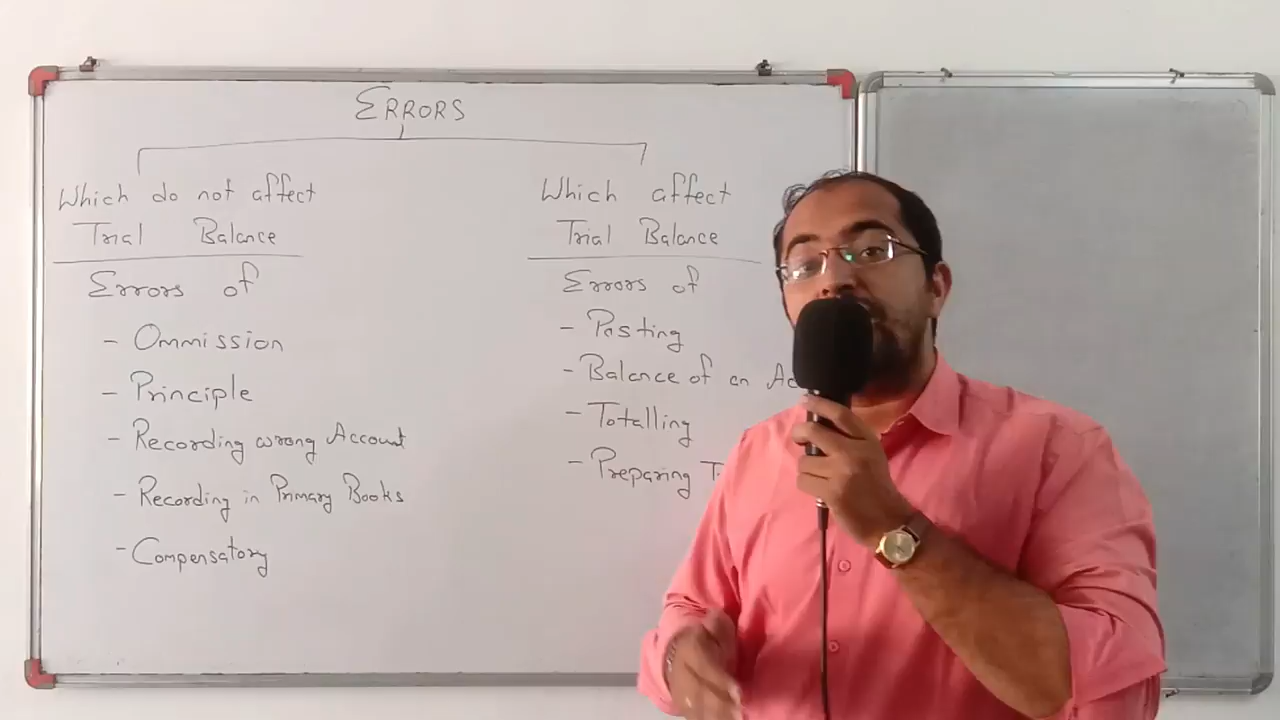 ERRORS
Which do not affect
Trial Balance
Errors of
- Ommission
- Principle
- Recording wrong Account
- Recording in Primary Books
- Compensatory
Which affect
Trial Balance
Errors of
- Posting
- Balance of an Ac
- Totalling
- Preparing T